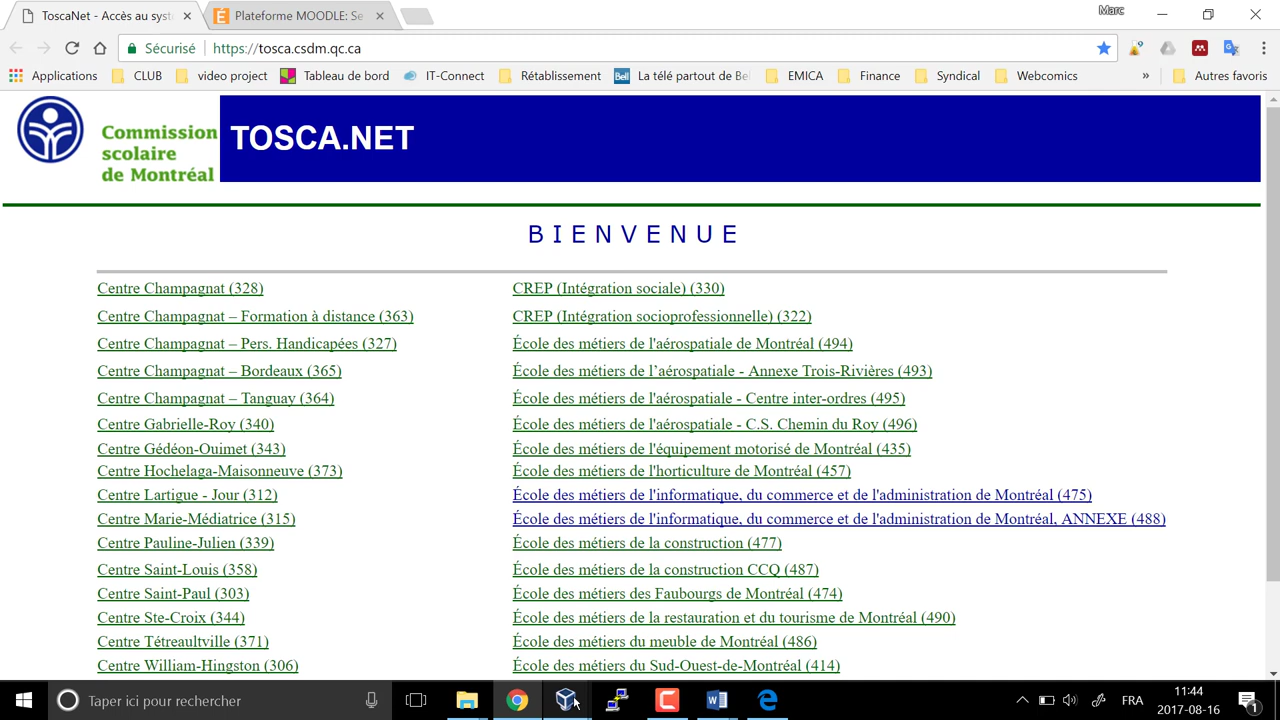 ToscaNet - Accès au syst
Plateforme MOODLE: Se
Marc
Sécurisé
https://tosca.csdm.qc.ca
Applications
CLUB
video project
Tableau de bord
IT-Connect
Rétablissement
Bell
La télé partout de Bel
EMICA
Finance
Syndical
Webcomics
»
Autres favoris
Commission
scolaire
de Montréal
TOSCA.NET
BIENVENUE
Centre Champagnat (328)
CREP (Intégration sociale) (330)
Centre Champagnat – Formation à distance (363)
CREP (Intégration socioprofessionnelle) (322)
Centre Champagnat – Pers. Handicapées (327)
École des métiers de l'aérospatiale de Montréal (494)
Centre Champagnat – Bordeaux (365)
École des métiers de l’aérospatiale - Annexe Trois-Rivières (493)
Centre Champagnat – Tanguay (364)
École des métiers de l'aérospatiale - Centre inter-ordres (495)
Centre Gabrielle-Roy (340)
École des métiers de l'aérospatiale - C.S. Chemin du Roy (496)
Centre Gédéon-Ouimet (343)
École des métiers de l'équipement motorisé de Montréal (435)
Centre Hochelaga-Maisonneuve (373)
École des métiers de l'horticulture de Montréal (457)
Centre Lartigue - Jour (312)
École des métiers de l'informatique, du commerce et de l'administration de Montréal (475)
Centre Marie-Médiatrice (315)
École des métiers de l'informatique, du commerce et de l'administration de Montréal, ANNEXE (488)
Centre Pauline-Julien (339)
École des métiers de la construction (477)
Centre Saint-Louis (358)
École des métiers de la construction CCQ (487)
Centre Saint-Paul (303)
École des métiers des Faubourgs de Montréal (474)
Centre Ste-Croix (344)
École des métiers de la restauration et du tourisme de Montréal (490)
Centre Tétreaultville (371)
École des métiers du meuble de Montréal (486)
Centre William-Hingston (306)
École des métiers du Sud-Ouest-de-Montréal (414)
Taper ici pour rechercher
FRA
11:44
2017-08-16
1